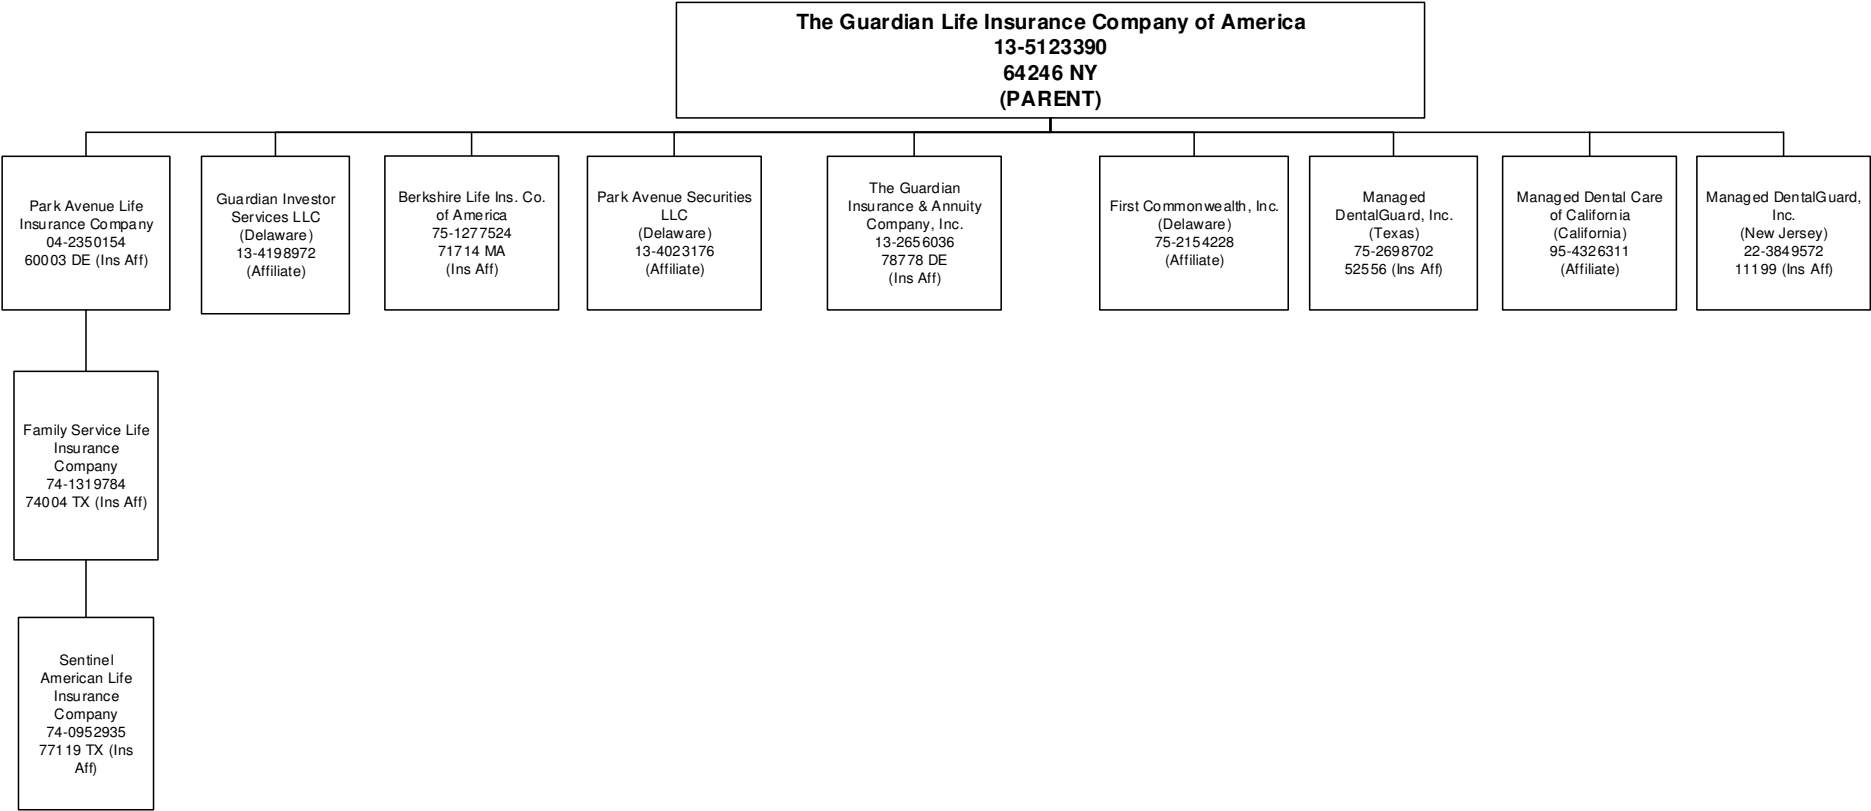 The Guardian Life Insurance Company of America
13-5123390
64246 NY
(PARENT)
Park Avenue Life
Insurance Company
04-2350154
60003 DE (Ins Aff)
Guardian Investor
Services LLC
(Delaware)
13-4198972
(Affiliate)
Berkshire Life Ins. Co.
of America
75-1277524
71714 MA
(Ins Aff)
Park Avenue Securities
LLC
(Delaware)
13-4023176
(Affiliate)
The Guardian
Insurance & Annuity
Company, Inc.
13-2656036
78778 DE
(Ins Aff)
First Commonwealth, Inc.
(Delaware)
75-2154228
(Affiliate)
Managed
DentalGuard, Inc.
(Texas)
75-2698702
52556 (Ins Aff)
Managed Dental Care
of California
(California)
95-4326311
(Affiliate)
Managed DentalGuard,
Inc.
(New Jersey)
22-3849572
11199 (Ins Aff)
Family Service Life
Insurance
Company
74-1319784
74004 TX (Ins Aff)
Sentinel
American Life
Insurance
Company
74-0952935
77119 TX (Ins
Aff)